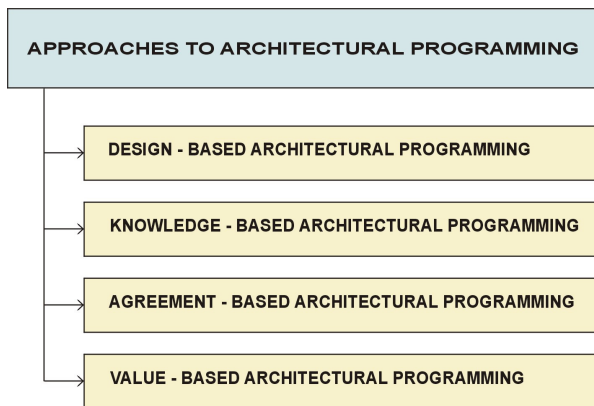 APPROACHES TO ARCHITECTURAL PROGRAMMING
DESIGN - BASED ARCHITECTURAL PROGRAMMING
KNOWLEDGE - BASED ARCHITECTURAL PROGRAMMING
AGREEMENT - BASED ARCHITECTURAL PROGRAMMING
VALUE - BASED ARCHITECTURAL PROGRAMMING